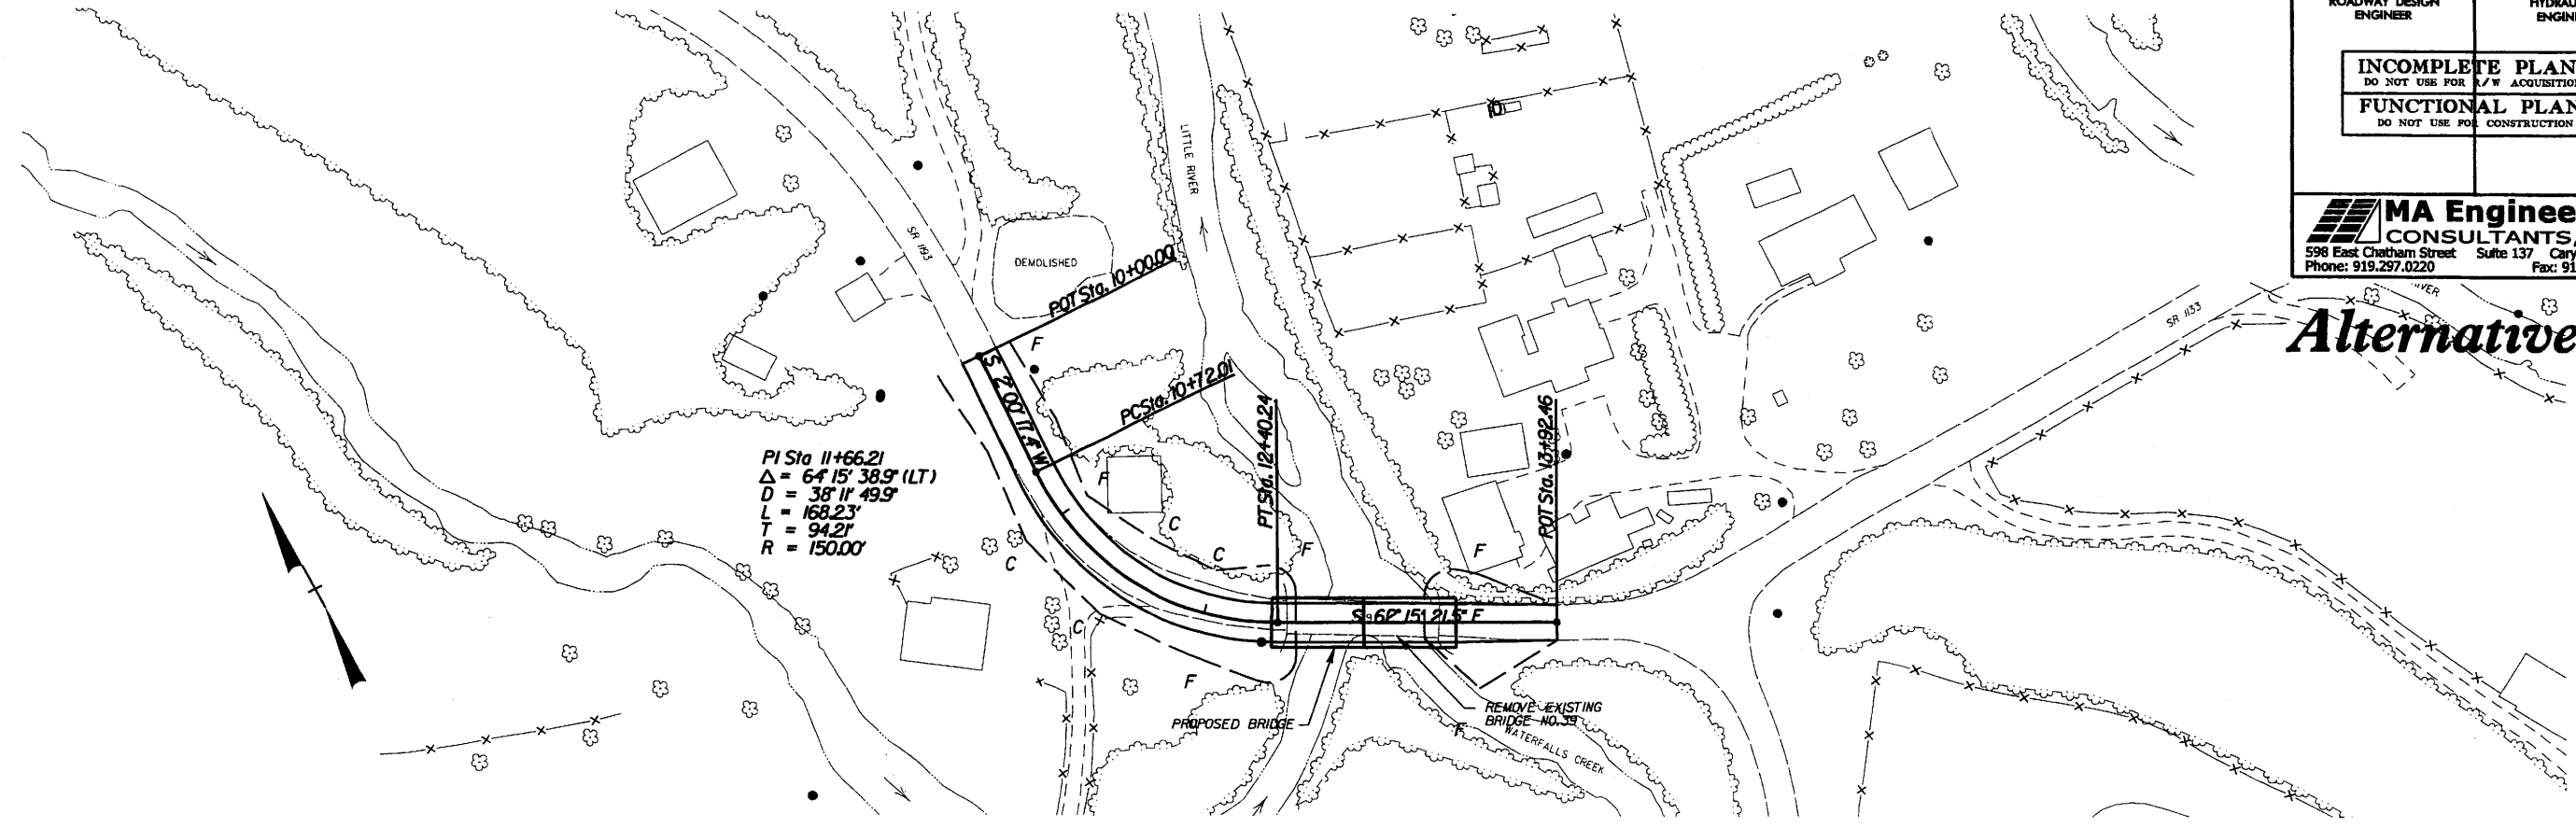 ROADWAY DESIGN
ENGINEER
HYDRAU
ENGIN
INCOMPLETE PLAN
DO NOT USE FOR R/W ACQUISITION
FUNCTIONAL PLAN
DO NOT USE FOR CONSTRUCTION
MA Enginee
CONSULTANTS,
598 East Chatham Street Suite 137 Cary
Phone: 919.297.0220 Fax: 91
Alternative
LITTLE RIVER
SR 1193
DEMOLISHED
POT Sta. 10+00.00
S 2° 00' 17.4" W
F
PC Sta. 10+72.01
PI Sta 11+66.21
Δ = 64° 15' 38.9" (LT)
D = 38° 11' 49.9"
L = 168.23'
T = 94.21'
R = 150.00'
PT Sta. 12+40.24
POT Sta. 13+92.46
F
C
C
F
F
C
C
S 62° 15' 21.5" E
F
F
PROPOSED BRIDGE
REMOVE EXISTING
BRIDGE NO.39
WATERFALLS CREEK
SR 1133
IVER